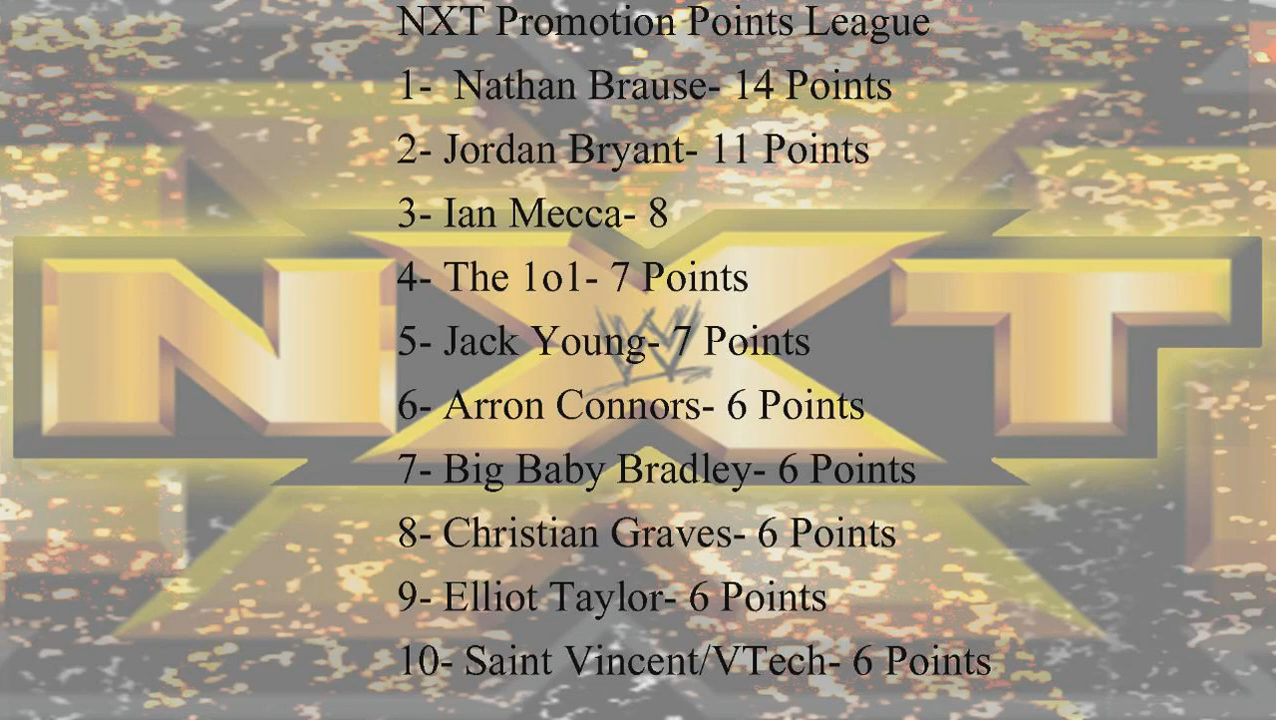 NXT Promotion Points League
1-  Nathan Brause- 14 Points
2- Jordan Bryant- 11 Points
3- Ian Mecca- 8
4- The 1o1- 7 Points
5- Jack Young- 7 Points
6- Arron Connors- 6 Points
7- Big Baby Bradley- 6 Points
8- Christian Graves- 6 Points
9- Elliot Taylor- 6 Points
10- Saint Vincent/VTech- 6 Points
NXT
W